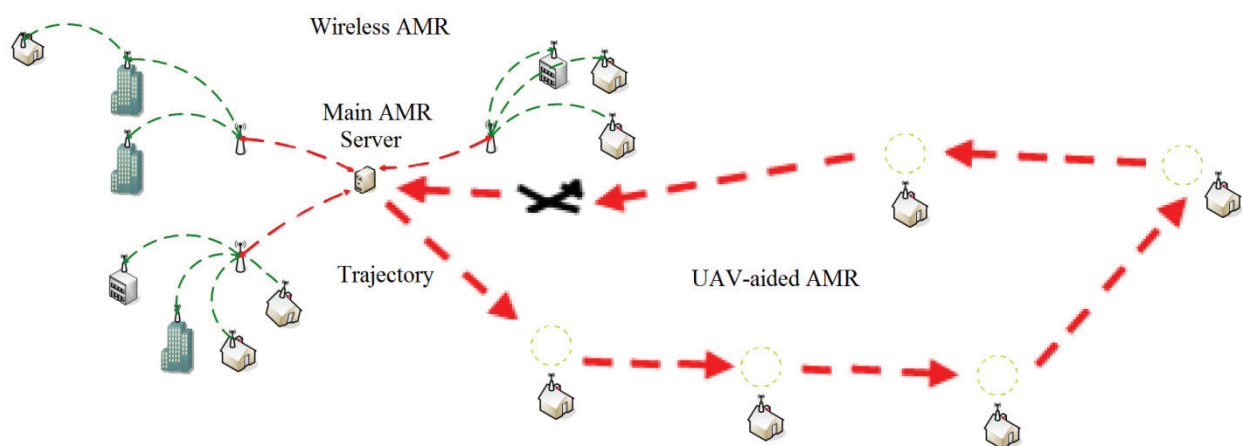 Wireless AMR
Main AMR
Server
Trajectory
UAV-aided AMR